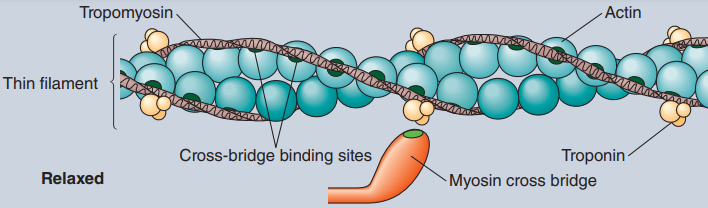 Tropomyosin
Actin
Thin filament
Cross-bridge binding sites
Troponin
Relaxed
Myosin cross bridge